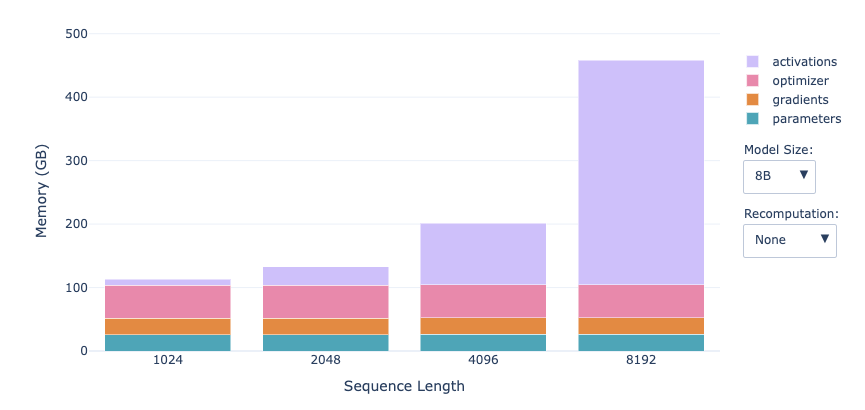 500
400
300
200
100
0
Memory (GB)
1024
2048
4096
8192
Sequence Length
activations
optimizer
gradients
parameters
Model Size:
8B
Recomputation:
None